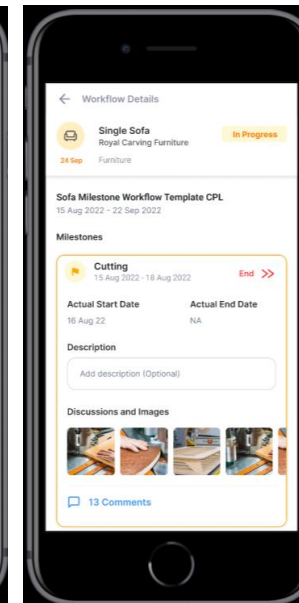 Workflow Details
Single Sofa
Royal Carving Furniture
In Progress
24 Sep
Furniture
Sofa Milestone Workflow Template CPL
15 Aug 2022 - 22 Sep 2022
Milestones
Cutting
15 Aug 2022 - 18 Aug 2022
End
Actual Start Date Actual End Date
16 Aug 22 NA
Description
Add description (Optional)
Discussions and Images
13 Comments